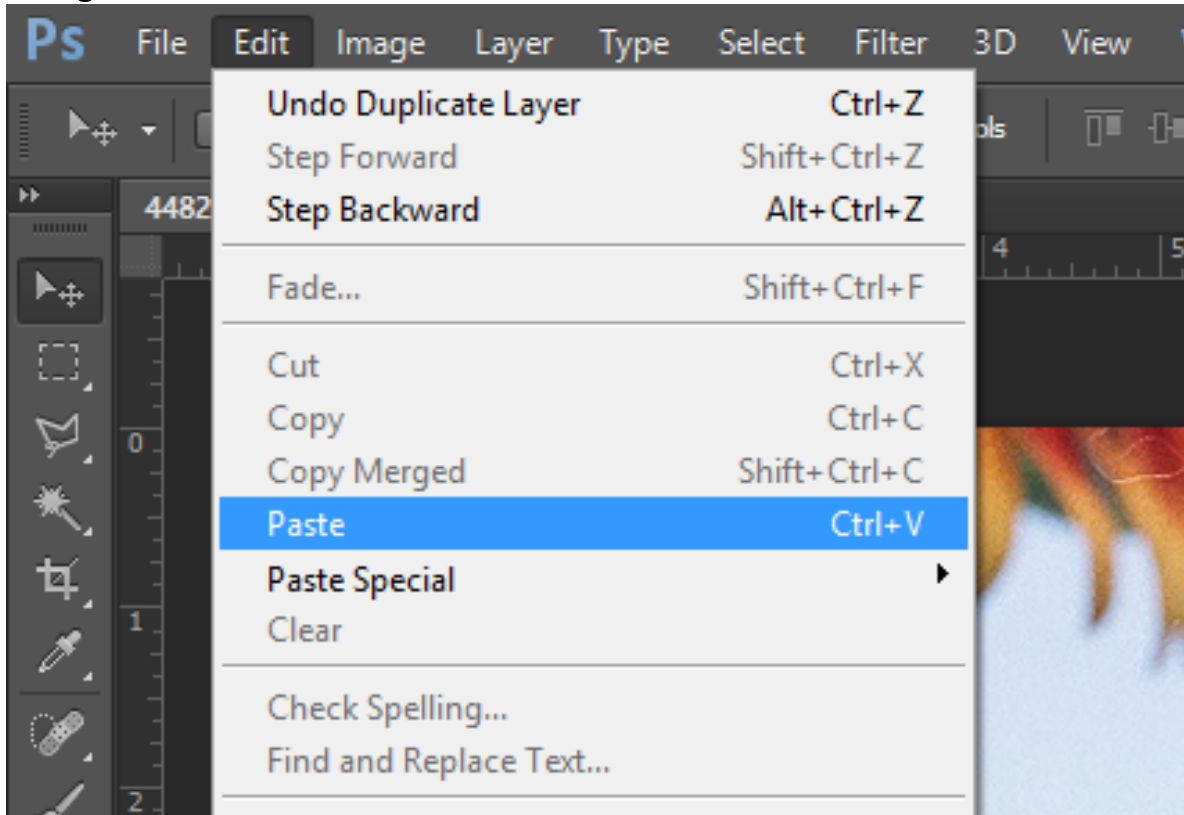 Ps File Edit Image Layer Type Select Filter 3D View
Undo Duplicate Layer Ctrl+Z
Step Forward Shift+Ctrl+Z
4482
Step Backward Alt+Ctrl+Z
4 5
Fade... Shift+Ctrl+F
Cut Ctrl+X
Copy Ctrl+C
0
Copy Merged Shift+Ctrl+C
Paste Ctrl+V
Paste Special
1
Clear
Check Spelling...
Find and Replace Text...
2